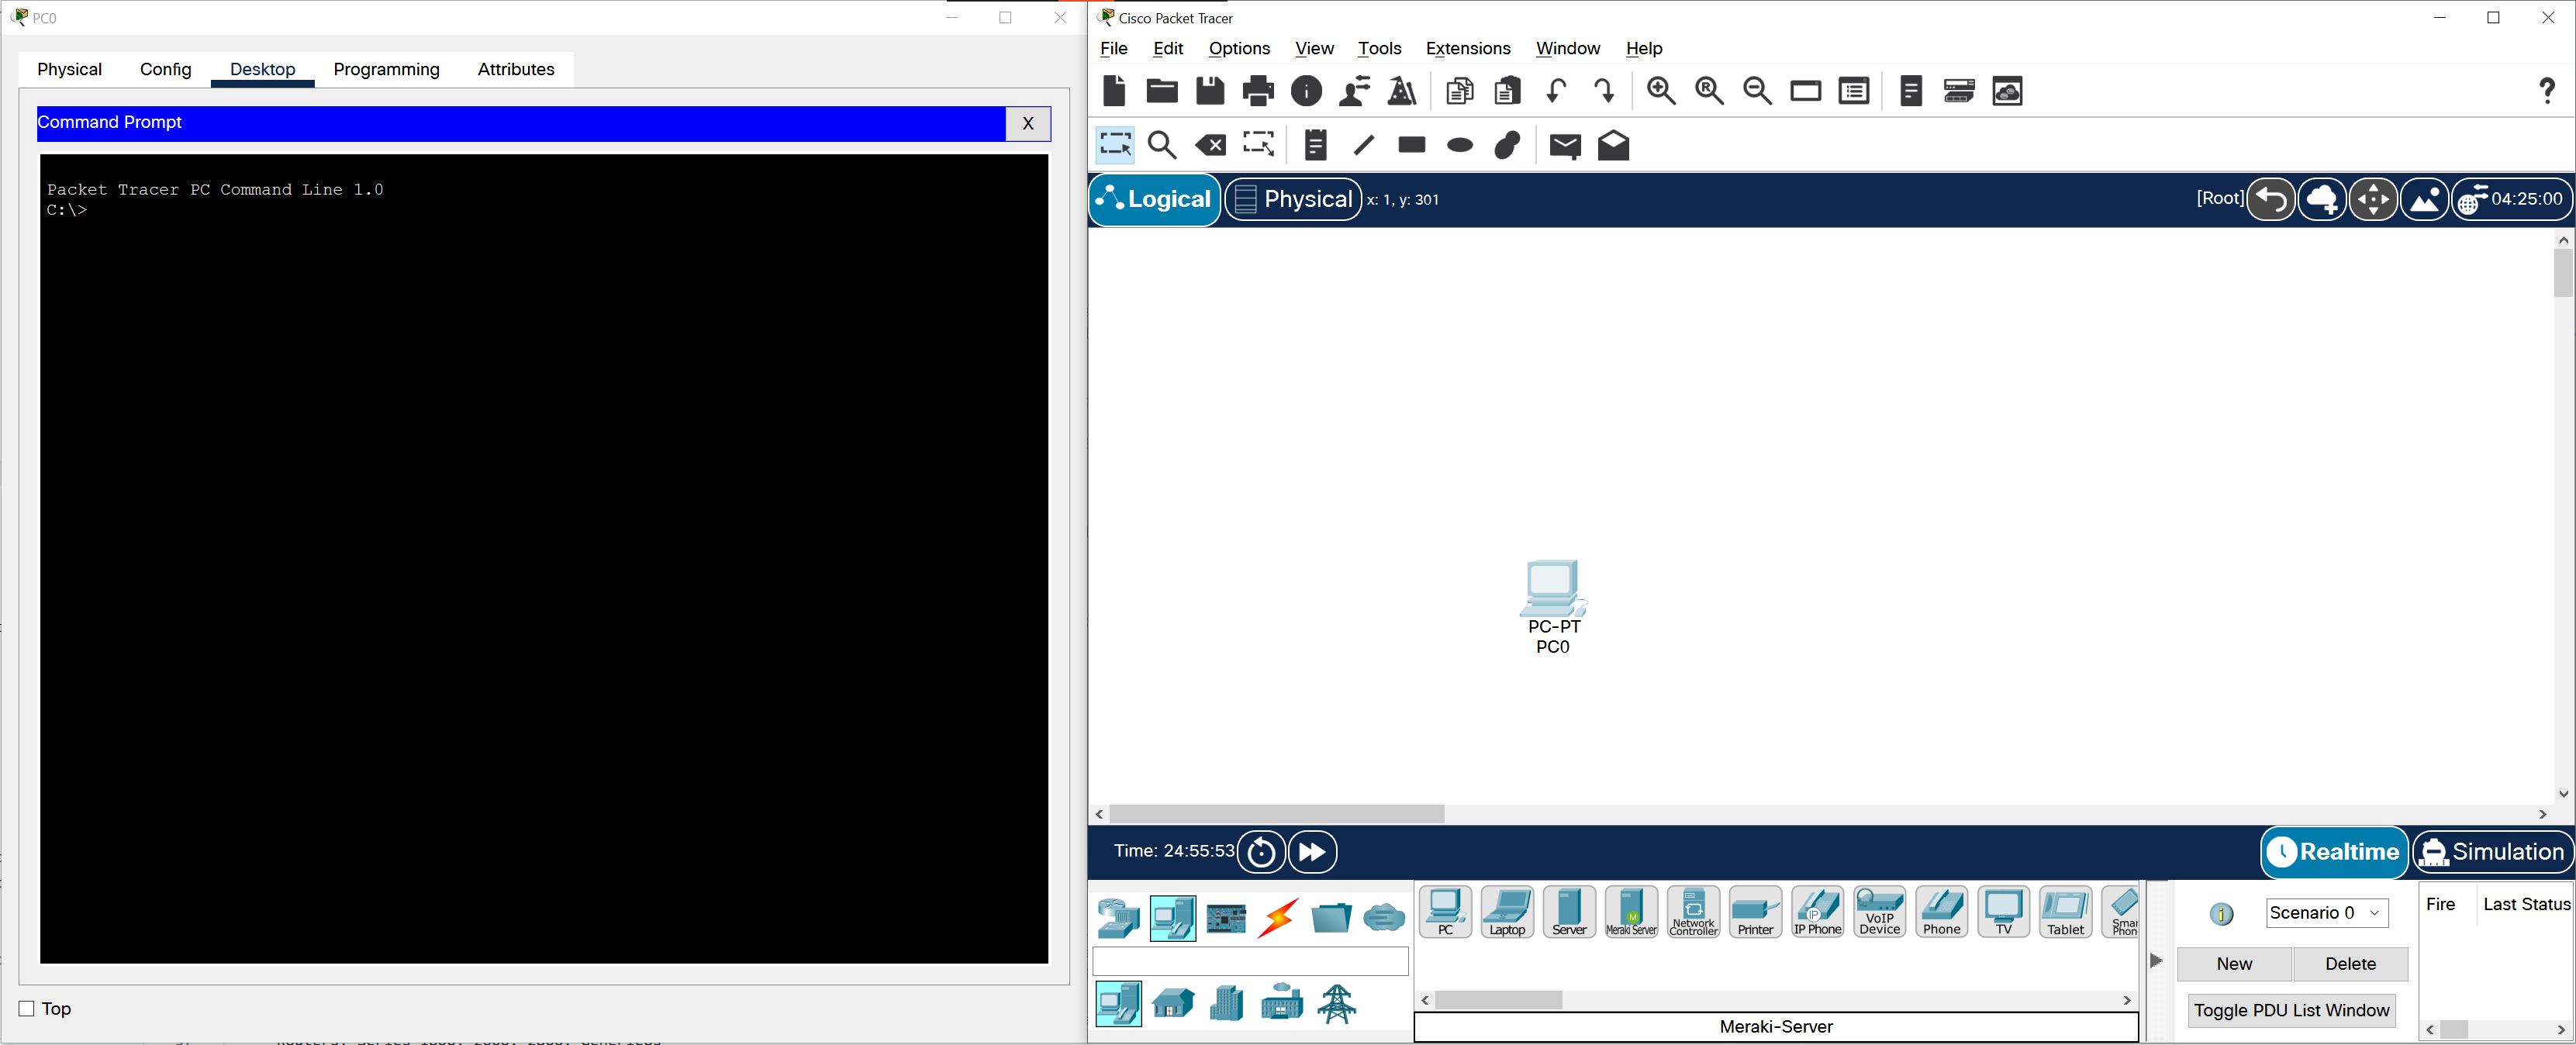 PC0
Physical Config Desktop Programming Attributes
Command Prompt X
Packet Tracer PC Command Line 1.0
C:\>
Top
Cisco Packet Tracer
File Edit Options View Tools Extensions Window Help
Logical Physical x: 1, y: 301 [Root] 04:25:00
PC-PT
PC0
Time: 24:55:53 Realtime Simulation
PC Laptop Server Meraki Server Network Controller Printer IP Phone VoIP Device Phone TV Tablet
Meraki-Server
Scenario 0
New Delete
Toggle PDU List Window
Fire Last Status